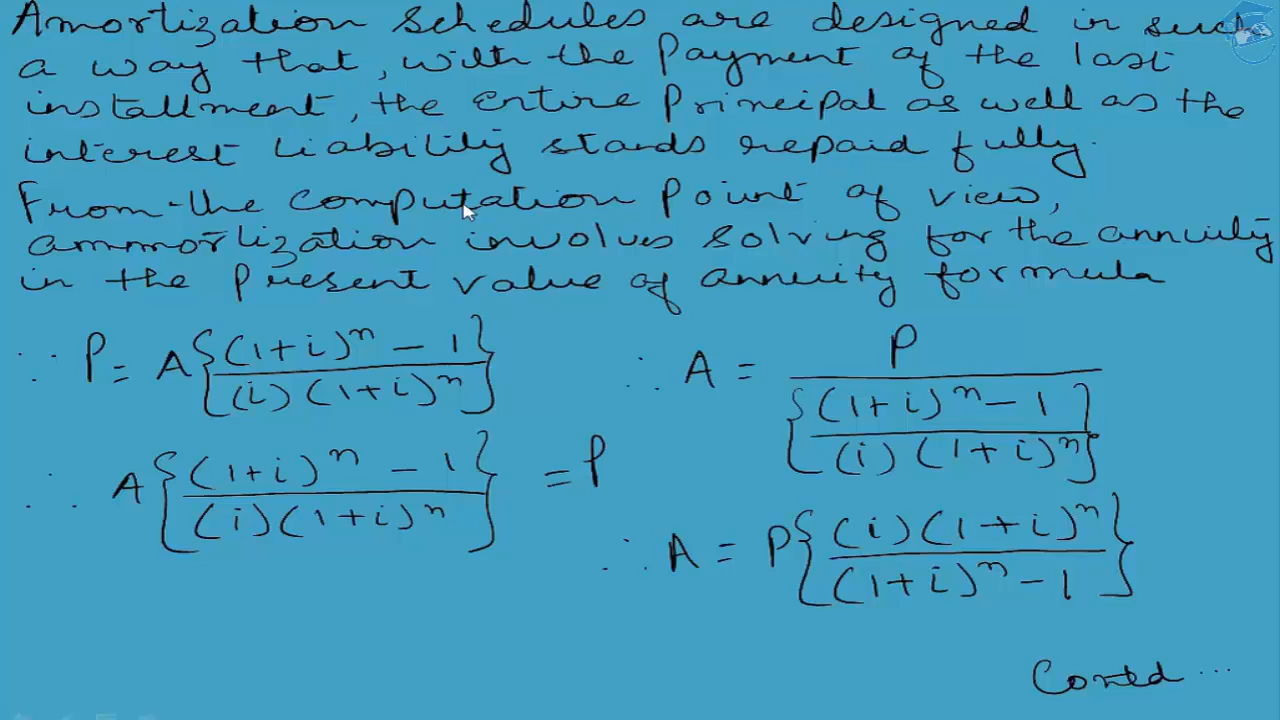 Amortization schedules are designed in such
a way that, with the payment of the last
installment, the entire principal as well as the
interest liability stands repaid fully.
From the computation point of view,
ammortization involves solving for the annuity
in the present value of annuity formula
∵ P = A{((1+i)^n - 1)/((i)(1+i)^n)}
∴ A{((1+i)^n - 1)/((i)(1+i)^n)} = P
∴ A = P/{((1+i)^n - 1)/((i)(1+i)^n)}
∴ A = P{((i)(1+i)^n)/((1+i)^n - 1)}
Contd ...